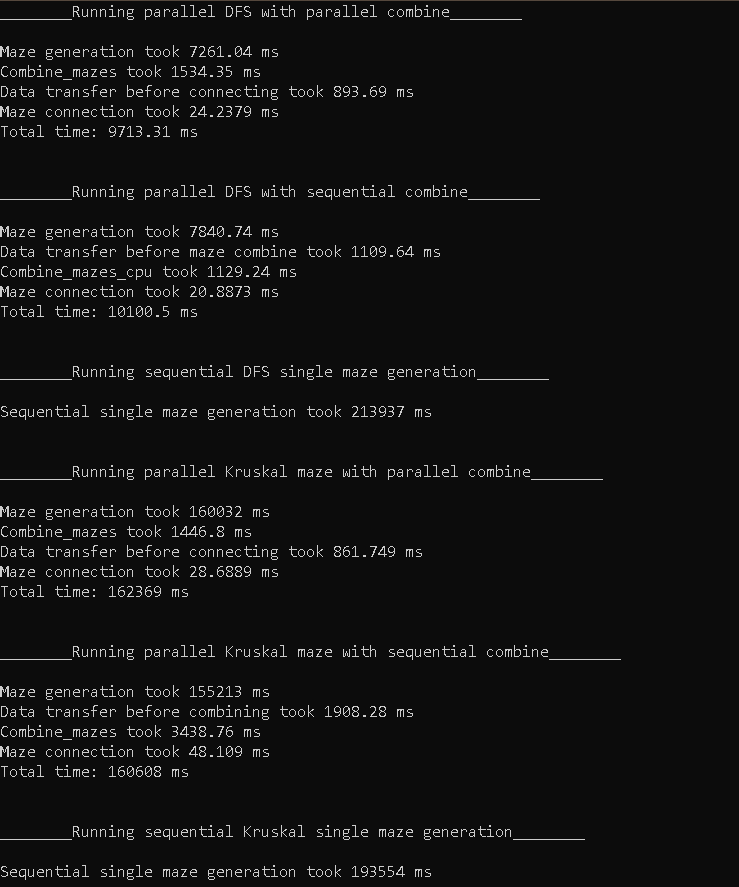 ________Running parallel DFS with parallel combine________
Maze generation took 7261.04 ms
Combine_mazes took 1534.35 ms
Data transfer before connecting took 893.69 ms
Maze connection took 24.2379 ms
Total time: 9713.31 ms
________Running parallel DFS with sequential combine________
Maze generation took 7840.74 ms
Data transfer before maze combine took 1109.64 ms
Combine_mazes_cpu took 1129.24 ms
Maze connection took 20.8873 ms
Total time: 10100.5 ms
________Running sequential DFS single maze generation________
Sequential single maze generation took 213937 ms
________Running parallel Kruskal maze with parallel combine________
Maze generation took 160032 ms
Combine_mazes took 1446.8 ms
Data transfer before connecting took 861.749 ms
Maze connection took 28.6889 ms
Total time: 162369 ms
________Running parallel Kruskal maze with sequential combine________
Maze generation took 155213 ms
Data transfer before combining took 1908.28 ms
Combine_mazes took 3438.76 ms
Maze connection took 48.109 ms
Total time: 160608 ms
________Running sequential Kruskal single maze generation________
Sequential single maze generation took 193554 ms